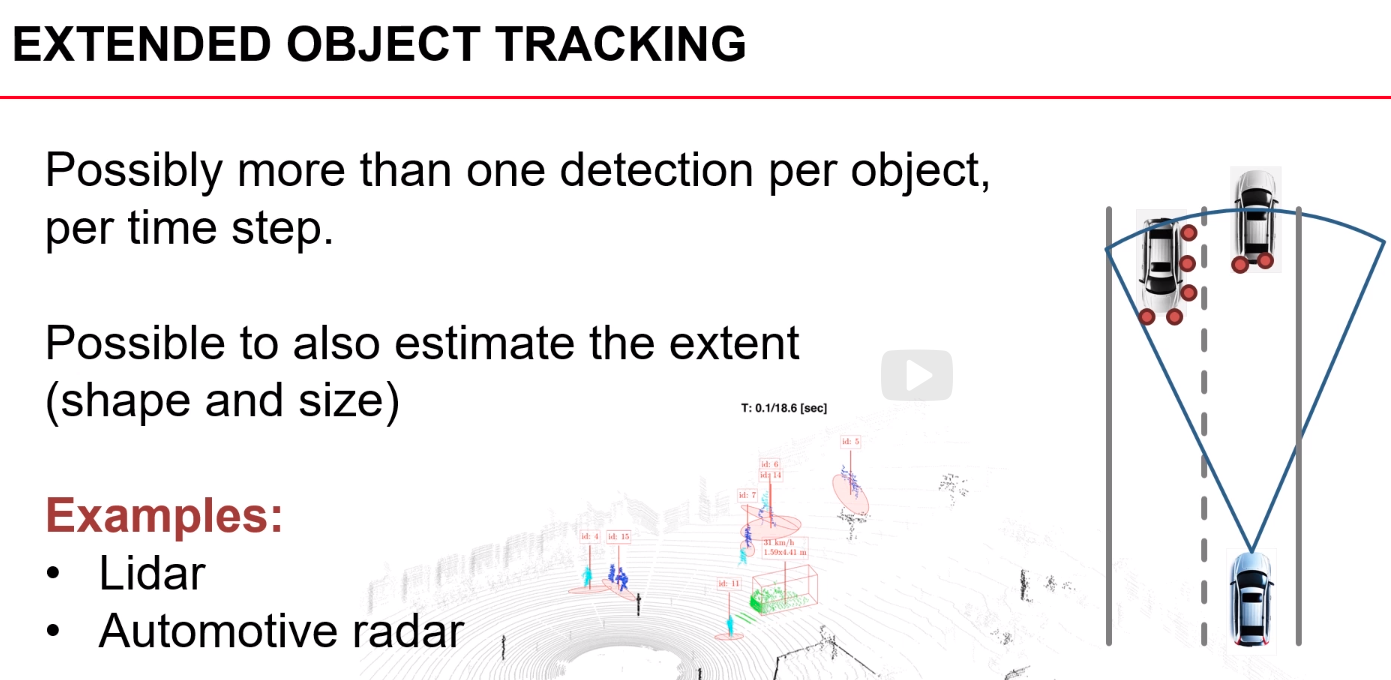 EXTENDED OBJECT TRACKING
Possibly more than one detection per object,
per time step.
Possible to also estimate the extent
(shape and size)
T: 0.1/18.6 [sec]
id: 5
id: 6
id: 14
id: 7
id: 4
id: 15
31 km/h
1.59x4.41 m
id: 11
Examples:
• Lidar
• Automotive radar